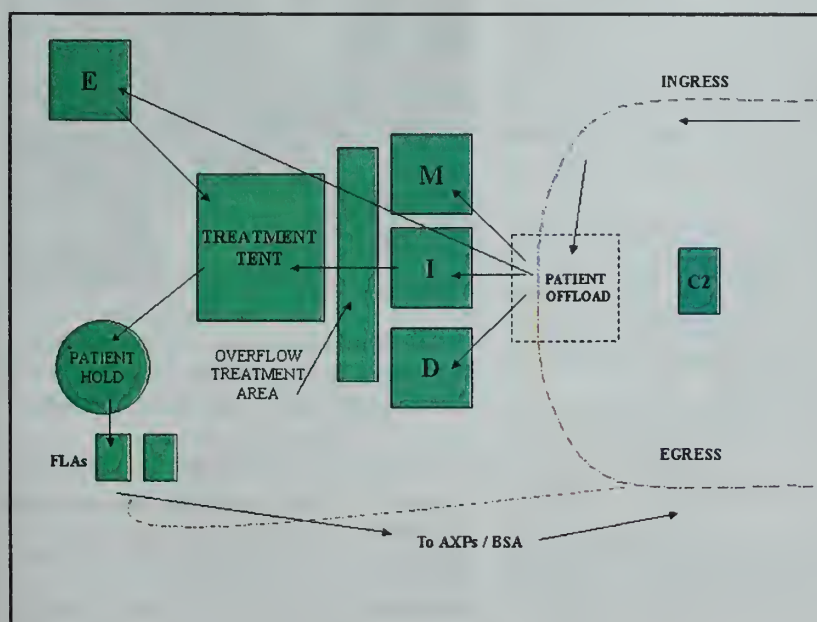 E
INGRESS
M
TREATMENT
TENT
I
PATIENT
OFFLOAD
C2
PATIENT
HOLD
OVERFLOW
TREATMENT
AREA
D
FLAs
EGRESS
To AXPs / BSA